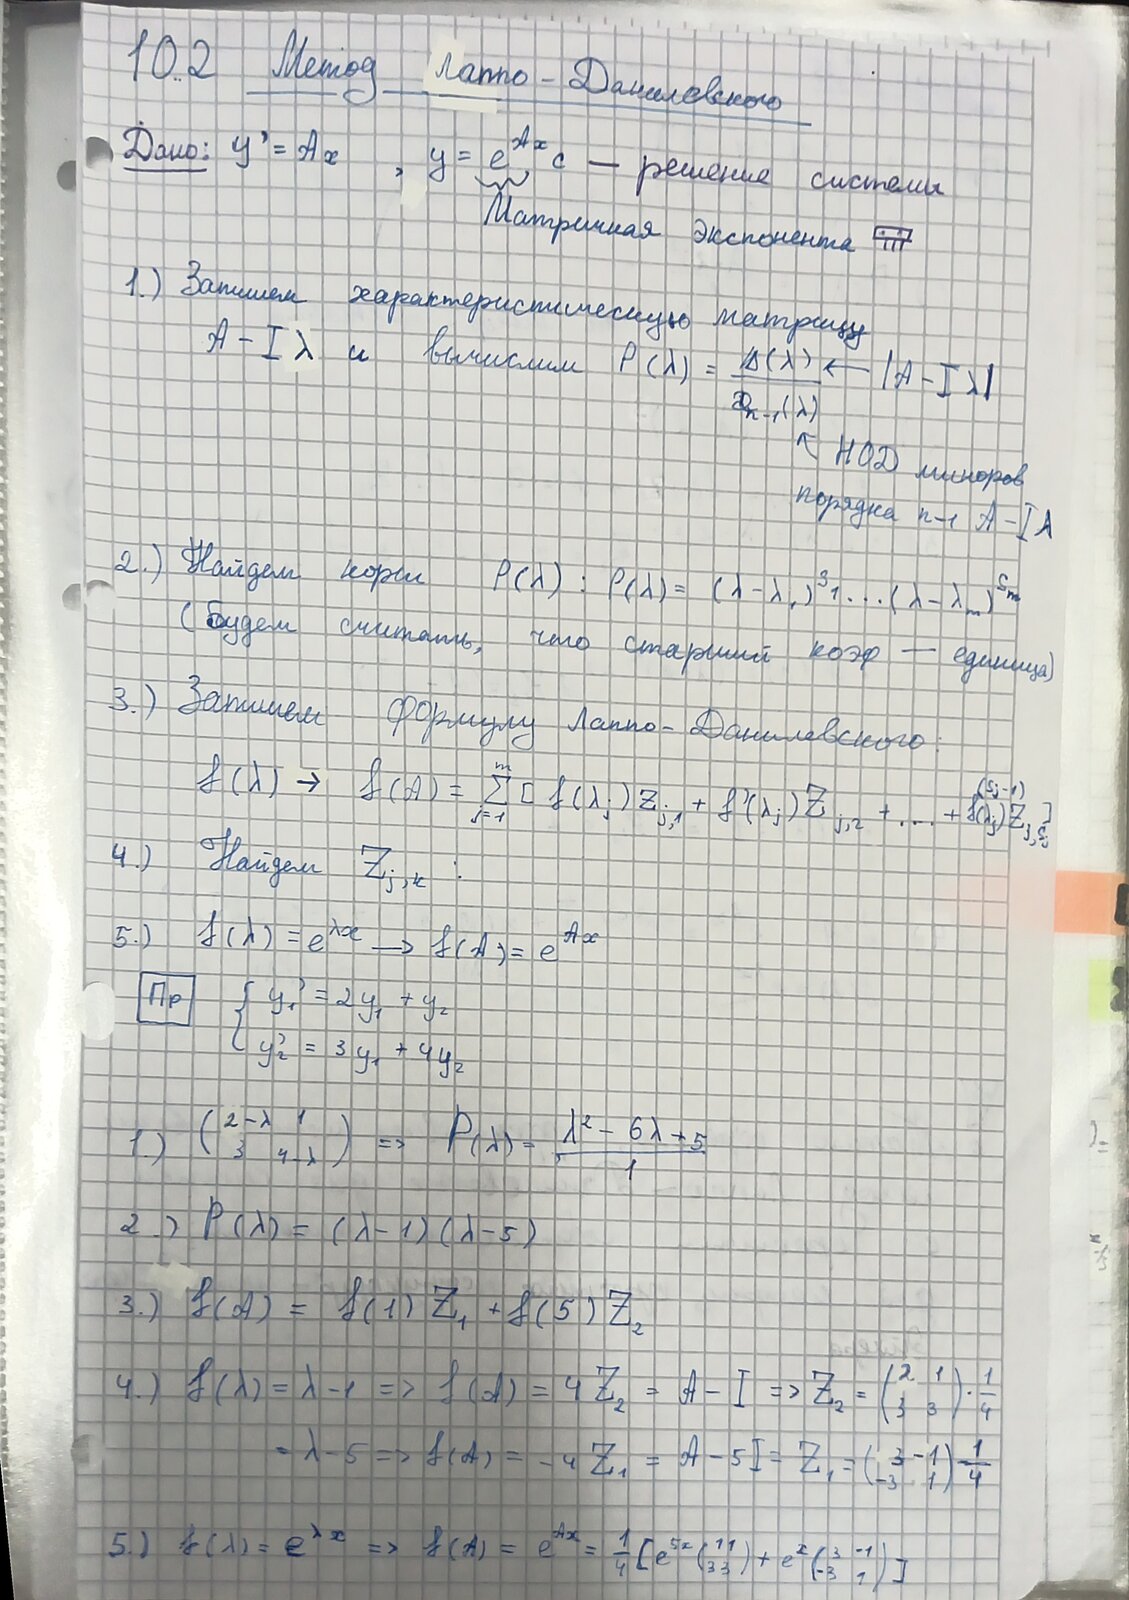 10.2 Метод Лаппо-Данилевского
Дано: y' = Ax , y = e^{Ax} c — решение системы
Матричная экспонента
1.) Запишем характеристическую матрицу
A - Iλ и вычислим P(λ) = Δ(λ) / D_{n-1}(λ) ← |A - Iλ|
↖ НОД миноров
порядка n-1 A - Iλ
2.) Найдем корни P(λ) : P(λ) = (λ-λ₁)^{s₁} ... (λ-λ_m)^{s_m}
(Будем считать, что старший коэф — единица)
3.) Запишем формулу Лаппо-Данилевского:
f(λ) → f(A) = Σ_{j=1}^{m} [ f(λ_j) Z_{j,1} + f'(λ_j) Z_{j,2} + ... + f^{(s_j-1)}(λ_j) Z_{j,s_j} ]
4.) Найдем Z_{j,k} :
5.) f(λ) = e^{λx} → f(A) = e^{Ax}
Пр { y₁' = 2y₁ + y₂
y₂' = 3y₁ + 4y₂
1.) (2-λ 1; 3 4-λ) => P(λ) = (λ² - 6λ + 5) / 1
2.) P(λ) = (λ-1)(λ-5)
3.) f(A) = f(1) Z₁ + f(5) Z₂
4.) f(λ) = λ-1 => f(A) = 4Z₂ = A - I => Z₂ = (2 1; 3 3) · 1/4
= λ-5 => f(A) = -4Z₁ = A - 5I = Z₁ = (3 -1; -3 1) 1/4
5.) f(λ) = e^{λx} => f(A) = e^{Ax} = 1/4 [ e^{5x} (1 1; 3 3) + e^{x} (3 -1; -3 1) ]